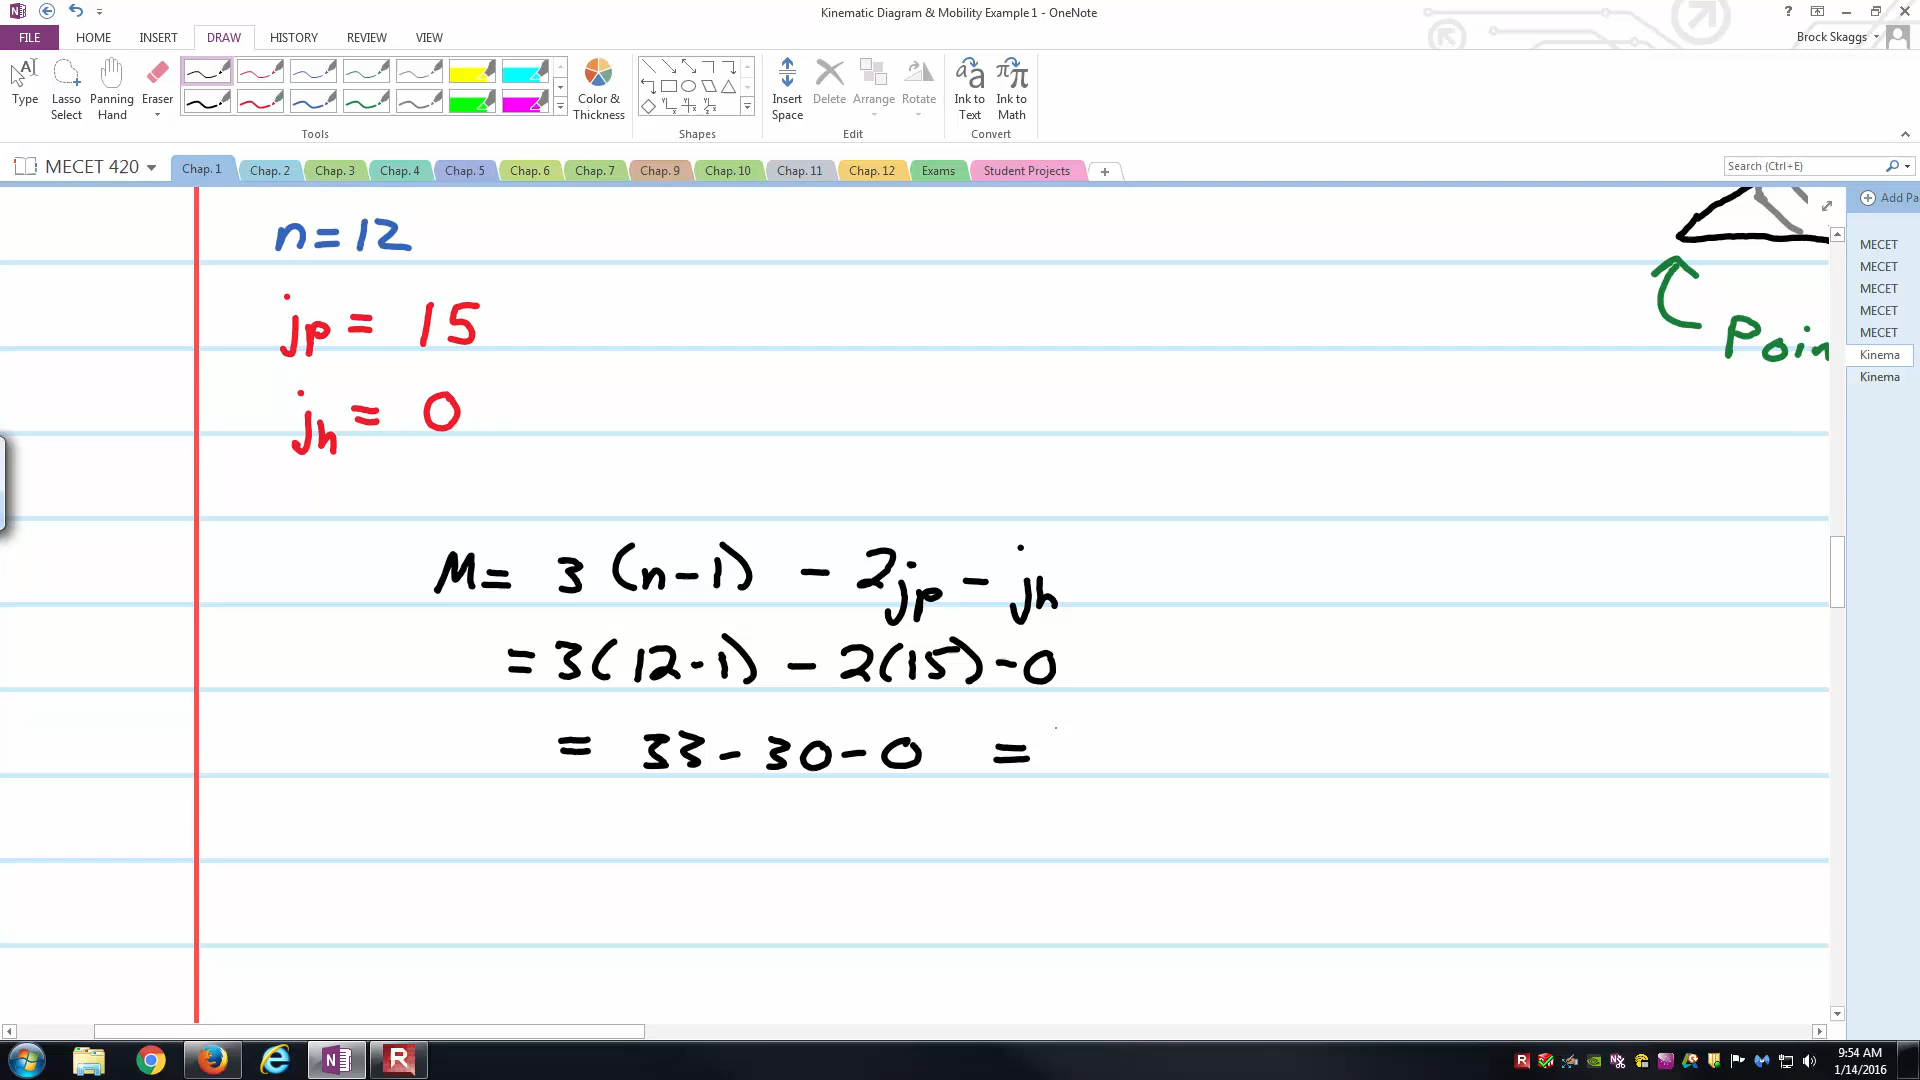 Kinematic Diagram & Mobility Example1 - OneNote
?
FILE HOME INSERT DRAW HISTORY REVIEW VIEW
Brock Skaggs
Type
Lasso Select
Panning Hand
Eraser
Color & Thickness
Insert Space
Delete
Arrange
Rotate
Ink to Text
Ink to Math
Tools
Shapes
Edit
Convert
MECET 420
Chap. 1 Chap. 2 Chap. 3 Chap. 4 Chap. 5 Chap. 6 Chap. 7 Chap. 9 Chap. 10 Chap. 11 Chap. 12 Exams Student Projects +
Search (Ctrl+E)
Add Pa
MECET
MECET
MECET
MECET
MECET
Kinema
Kinema
n=12
jp = 15
jh = 0
Poin
M= 3 (n-1) - 2jp - jh
= 3(12-1) - 2(15) -0
= 33-30-0 =
9:54 AM
1/14/2016